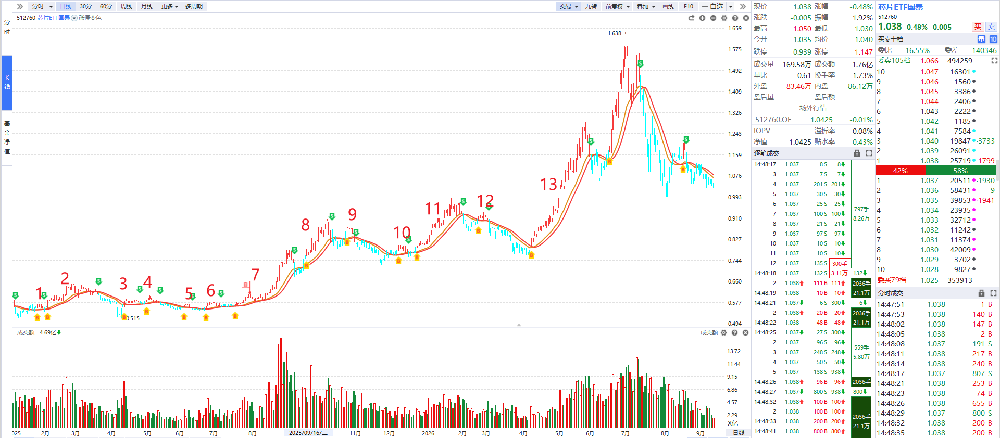 分时 日线 30分 60分 周线 月线 更多 多周期 交易 九转 前复权 叠加 画线 F10 一自选
512760 芯片ETF国泰 涨停变色
分时
K线
基金净值
1.659
1.638
1.575
1.492
1.409
1.326
1.243
1.159
1.076
0.993
0.910
0.827
0.744
0.660
0.577
0.494
0.515
1 2 3 4 5 6 7 8 9 10 11 12 13
成交额 4.69亿
成交额
13.72
11.44
9.15
6.86
4.57
2.29
X亿
025 2月 3月 4月 5月 6月 7月 8月 2025/09/16/二 11月 12月 2026 2月 3月 4月 5月 6月 7月 8月 9月 日线
现价 1.038 涨幅 -0.48%
涨跌 -0.005 振幅 1.92%
最高 1.050 最低 1.030
今开 1.035 均价 1.040
跌停 0.939 涨停 1.147
成交量 169.58万 成交额 1.76亿
量比 0.61 换手率 1.73%
外盘 83.46万 内盘 86.12万
盘后量 - 盘后额 -
场外行情
512760.OF 1.0425 -0.01%
IOPV - 溢折率 -0.08%
净值 1.0425 贴水率 -0.43%
逐笔成交
14:48:17 1.037 8 S 8
3 1.037 7 S 7
4 1.037 201 S 201
5 1.037 30 S 30
6 1.037 25 S 25
7 1.037 100 S 100
8 1.037 21 S 21
9 1.037 97 S 97
10 1.037 10 S 10
11 1.037 10 S 10
12 1.037 135 S
14:48:18 1.037 132 S 132
2 1.038 111 B 111
14:48:19 1.038 10 B 10
14:48:21 1.037 6 S 300 6
2 1.038 20 B 20
14:48:22 1.038 48 B 48
14:48:25 1.037 27 S 300
2 1.037 96 S 96
3 1.037 248 S 248
4 1.037 50 S 50
5 1.037 138 S 938
14:48:26 1.038 96 B 96
14:48:27 1.037 800 S 938 800
14:48:32 1.038 100 B 100
2 1.038 100 B 100
14:48:33 1.038 200 B 200
14:48:41 1.038 800 B 800
797手
8.26万
300手
3.11万
2036手
21.1万
2036手
21.1万
559手
5.80万
2036手
2036手
21.1万
芯片ETF国泰
512760
1.038 -0.48% -0.005 买 卖
买卖十档 量 10
委比 -16.55% 委差 -140346
委卖105档 1.066 494259
10 1.047 16301
9 1.046 1560
8 1.045 3386
7 1.044 2406
6 1.043 2222
5 1.042 1185
4 1.041 7584
3 1.040 19847 -3733
2 1.039 26091
1 1.038 25719 1799
42% 58%
1 1.037 20511 -1930
2 1.036 58431 -9
3 1.035 39853 1941
4 1.034 23935
5 1.033 32712
6 1.032 11242
7 1.031 11374
8 1.030 42009
9 1.029 3702
10 1.028 9827
委买79档 1.025 353913
分时成交
14:47:51 1.038 1 B
14:47:53 1.038 140 B
14:48:02 1.038 147 B
14:48:05 1.038 2 B
14:48:08 1.037 191 S
14:48:11 1.038 217 B
14:48:14 1.038 240 B
14:48:17 1.037 807 S
14:48:21 1.038 253 B
14:48:23 1.038 74 B
14:48:26 1.038 655 B
14:48:29 1.037 800 S
14:48:32 1.038 200 B
14:48:35 1.038 200 B